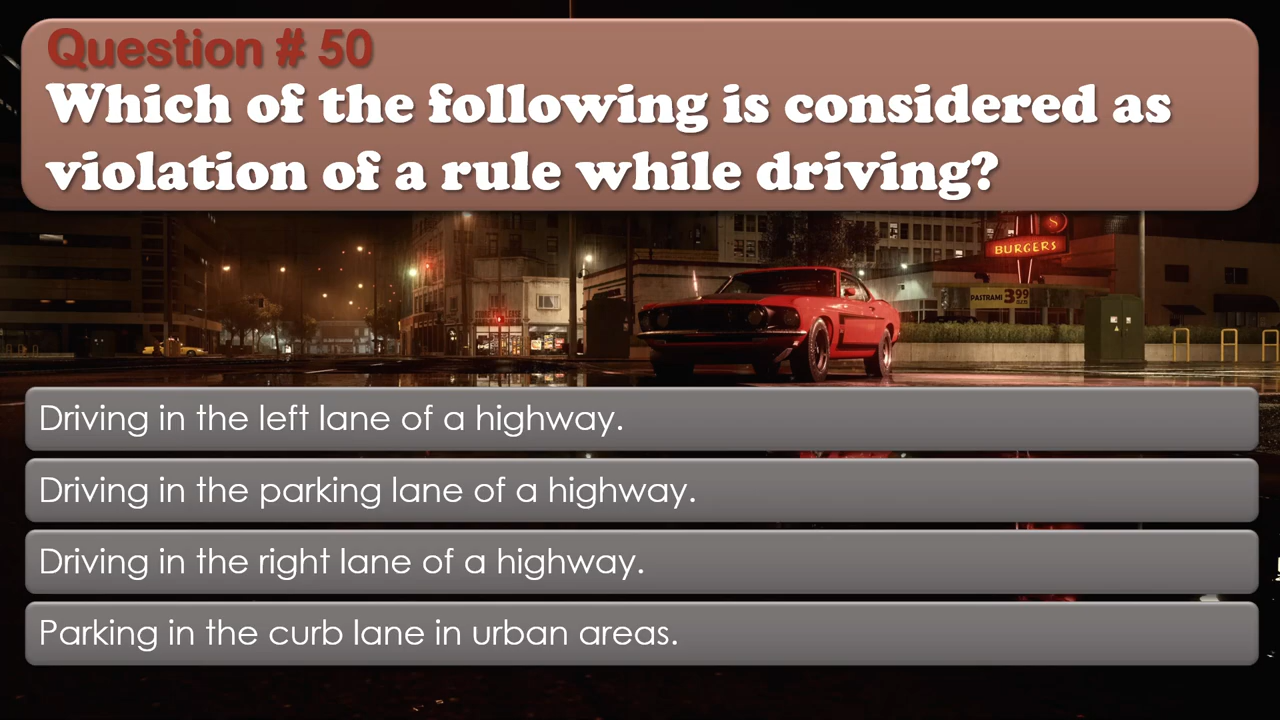 Question # 50
Which of the following is considered as
violation of a rule while driving?
S
BURGERS
PASTRAMI 3.99
Driving in the left lane of a highway.
Driving in the parking lane of a highway.
Driving in the right lane of a highway.
Parking in the curb lane in urban areas.